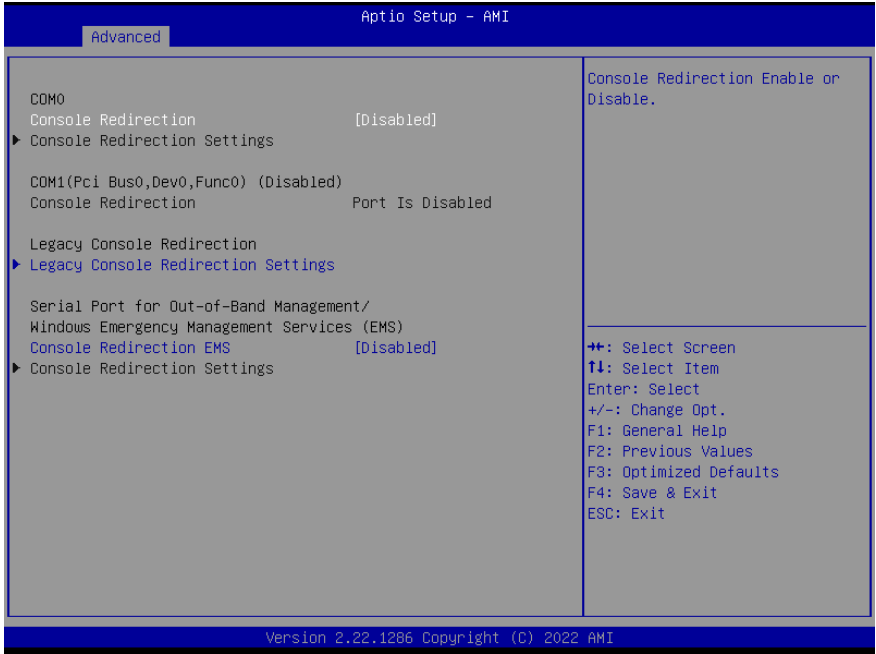 Aptio Setup – AMI
Advanced
COM0
Console Redirection [Disabled]
Console Redirection Settings
COM1(Pci Bus0,Dev0,Func0) (Disabled)
Console Redirection Port Is Disabled
Legacy Console Redirection
Legacy Console Redirection Settings
Serial Port for Out-of-Band Management/
Windows Emergency Management Services (EMS)
Console Redirection EMS [Disabled]
Console Redirection Settings
Console Redirection Enable or
Disable.
→←: Select Screen
↑↓: Select Item
Enter: Select
+/-: Change Opt.
F1: General Help
F2: Previous Values
F3: Optimized Defaults
F4: Save & Exit
ESC: Exit
Version 2.22.1286 Copyright (C) 2022 AMI